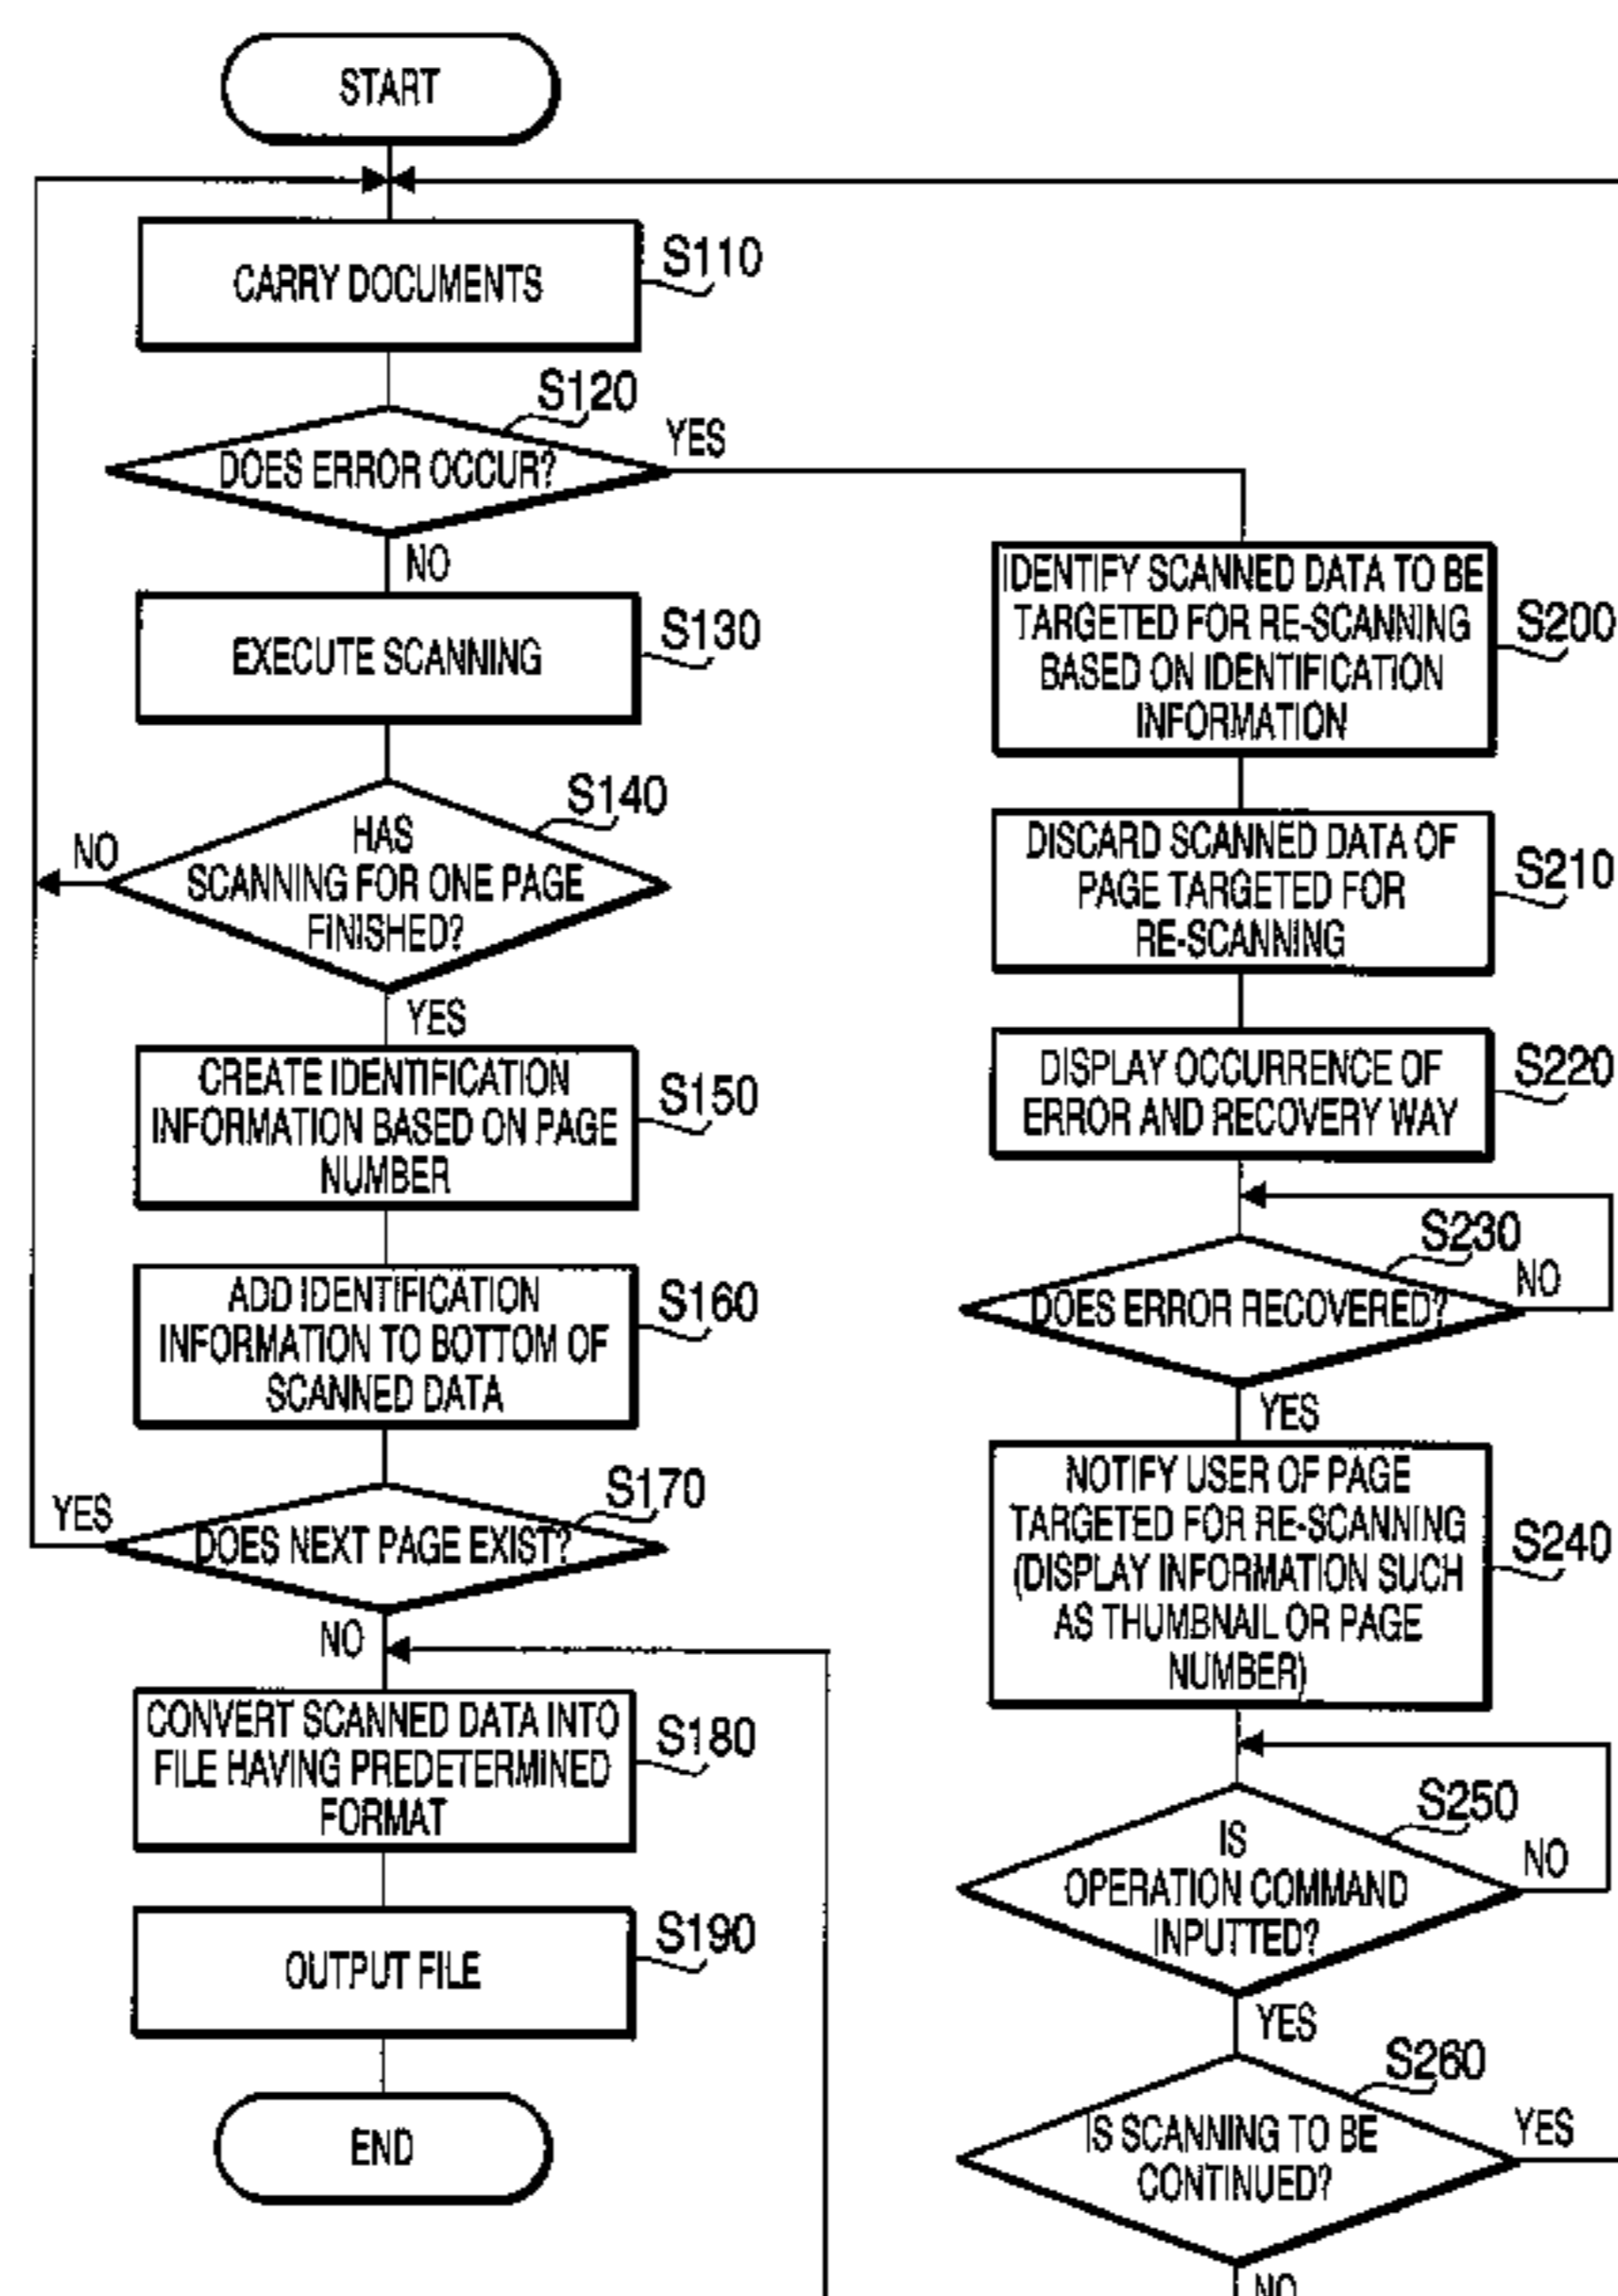 START
CARRY DOCUMENTS
S110
S120
DOES ERROR OCCUR?
YES
NO
EXECUTE SCANNING
S130
S140
HAS
SCANNING FOR ONE PAGE
FINISHED?
NO
YES
CREATE IDENTIFICATION
INFORMATION BASED ON PAGE
NUMBER
S150
ADD IDENTIFICATION
INFORMATION TO BOTTOM OF
SCANNED DATA
S160
S170
DOES NEXT PAGE EXIST?
YES
NO
CONVERT SCANNED DATA INTO
FILE HAVING PREDETERMINED
FORMAT
S180
OUTPUT FILE
S190
END
IDENTIFY SCANNED DATA TO BE
TARGETED FOR RE-SCANNING
BASED ON IDENTIFICATION
INFORMATION
S200
DISCARD SCANNED DATA OF
PAGE TARGETED FOR
RE-SCANNING
S210
DISPLAY OCCURRENCE OF
ERROR AND RECOVERY WAY
S220
S230
DOES ERROR RECOVERED?
NO
YES
NOTIFY USER OF PAGE
TARGETED FOR RE-SCANNING
(DISPLAY INFORMATION SUCH
AS THUMBNAIL OR PAGE
NUMBER)
S240
S250
IS
OPERATION COMMAND
INPUTTED?
NO
YES
S260
IS SCANNING TO BE
CONTINUED?
YES
NO